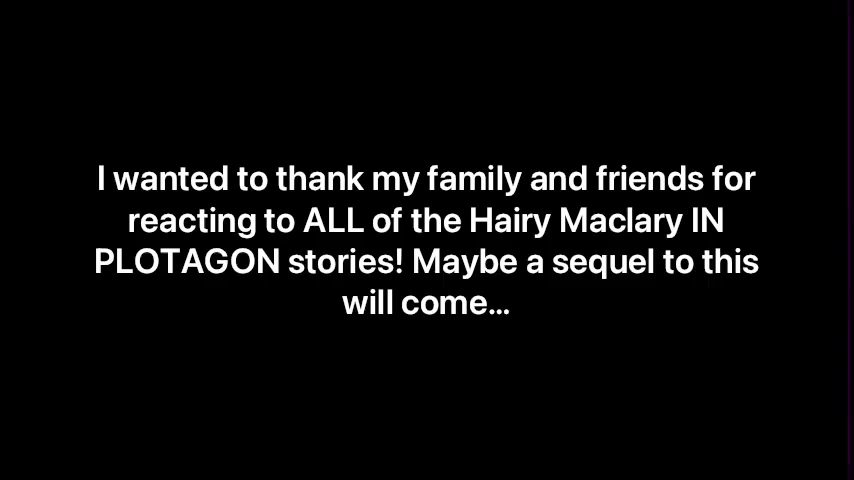 I wanted to thank my family and friends for
reacting to ALL of the Hairy Maclary IN
PLOTAGON stories! Maybe a sequel to this
will come...